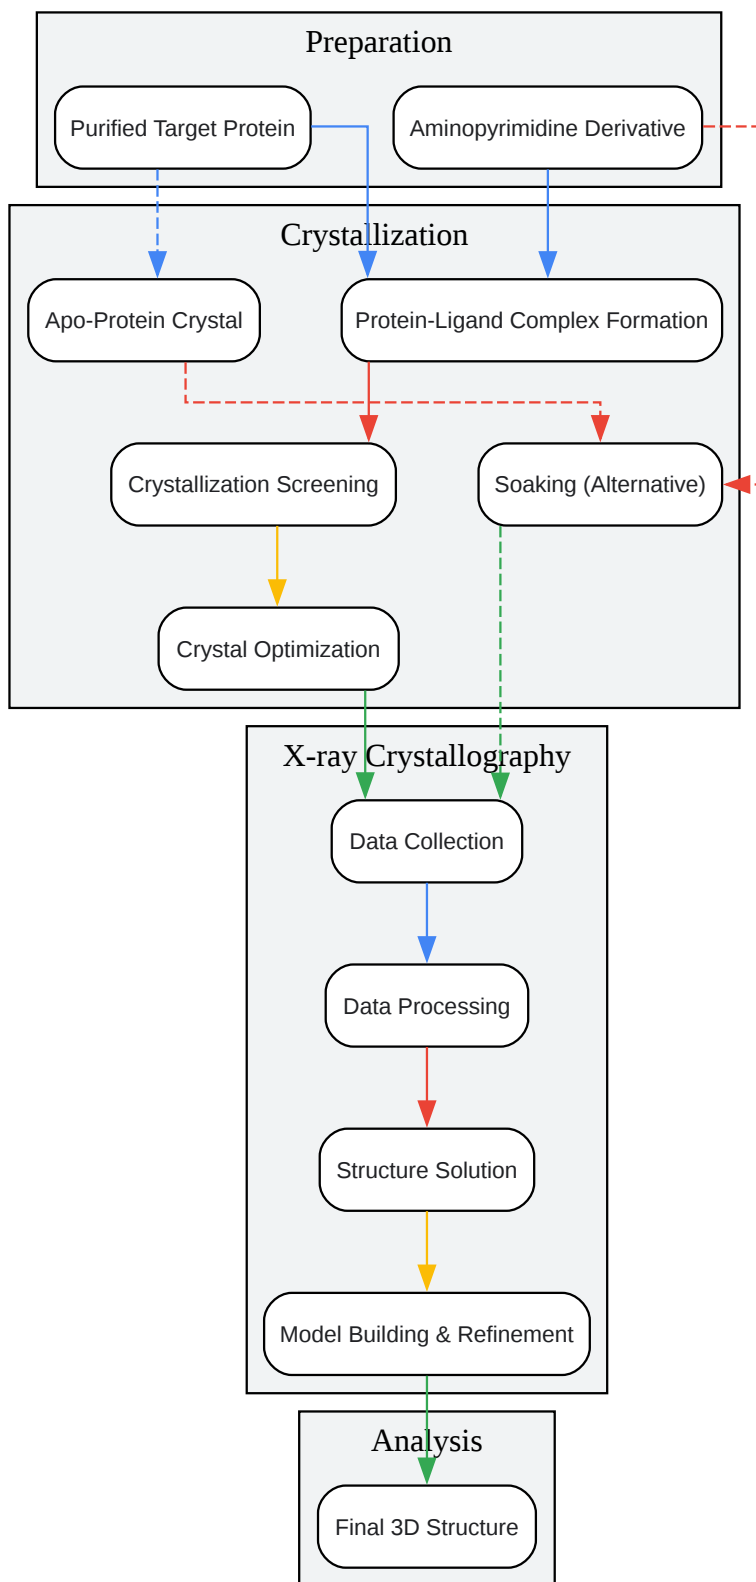 Preparation
Purified Target Protein
Aminopyrimidine Derivative
Crystallization
Apo-Protein Crystal
Protein-Ligand Complex Formation
Crystallization Screening
Soaking (Alternative)
Crystal Optimization
X-ray Crystallography
Data Collection
Data Processing
Structure Solution
Model Building & Refinement
Analysis
Final 3D Structure